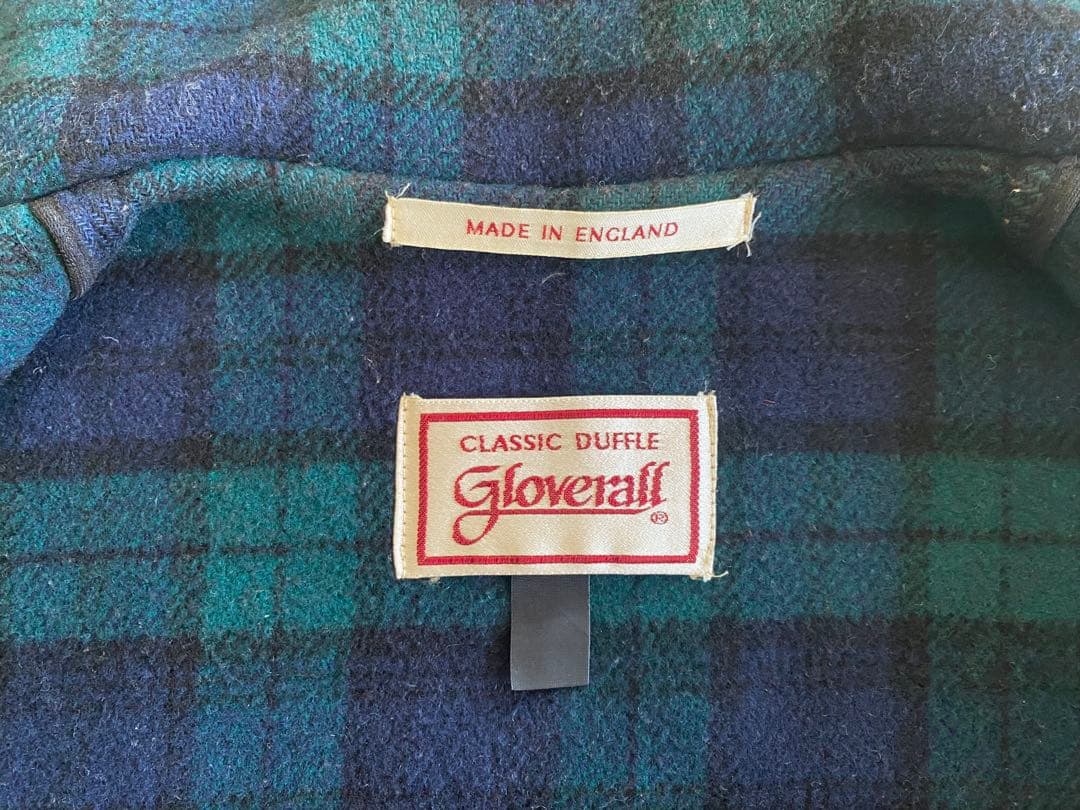 MADE IN ENGLAND
CLASSIC DUFFLE
Gloverall
®